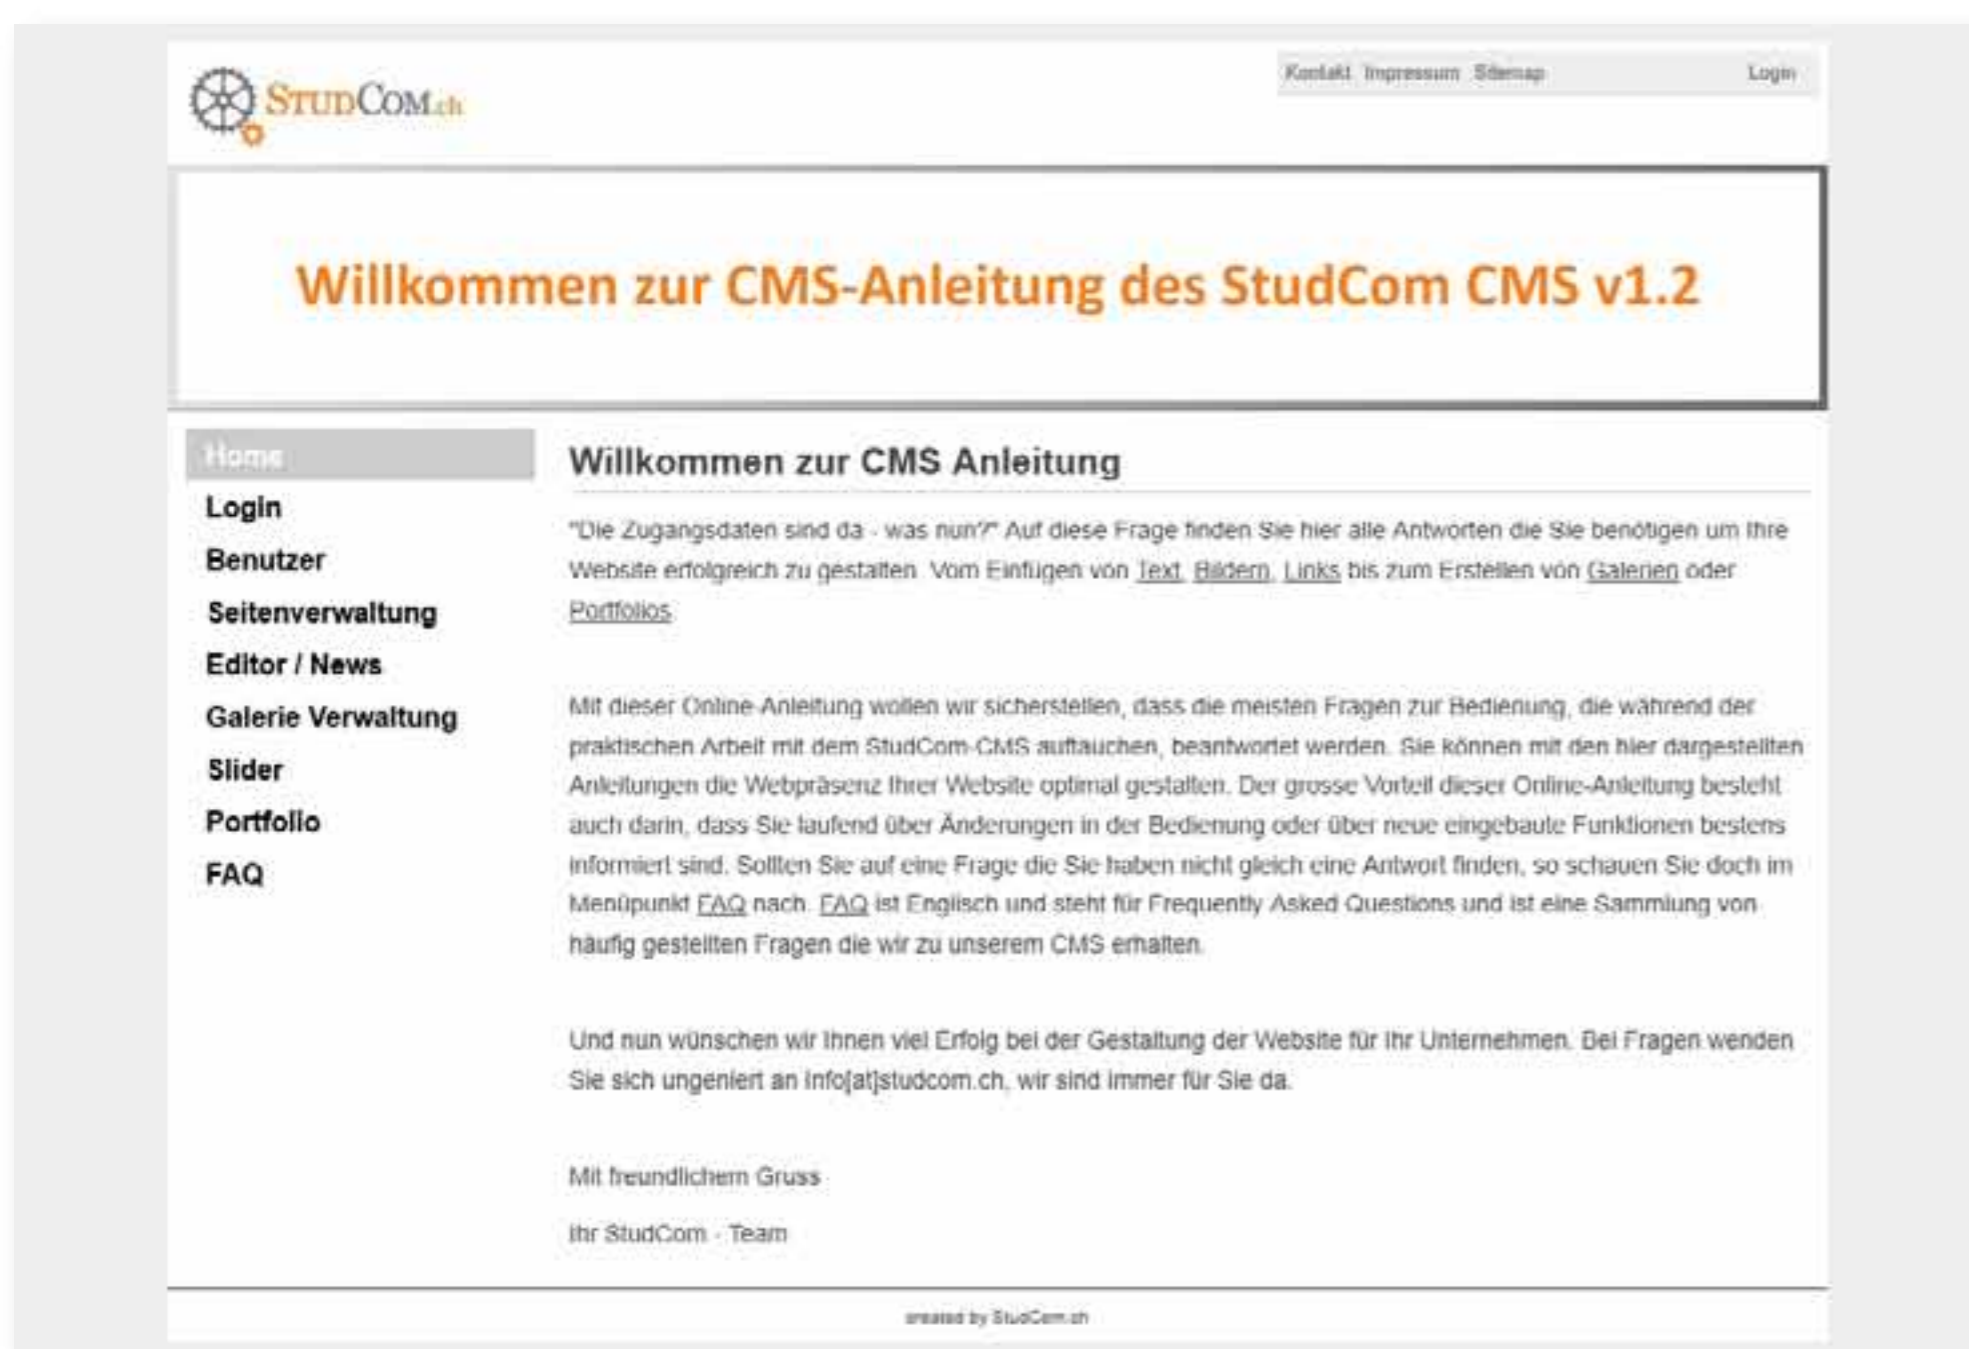 STUDCOM.ch
Kontakt Impressum Sitemap Login
Willkommen zur CMS-Anleitung des StudCom CMS v1.2
Home
Login
Benutzer
Seitenverwaltung
Editor / News
Galerie Verwaltung
Slider
Portfolio
FAQ
Willkommen zur CMS Anleitung
"Die Zugangsdaten sind da - was nun?" Auf diese Frage finden Sie hier alle Antworten die Sie benötigen um Ihre
Website erfolgreich zu gestalten. Vom Einfügen von Text, Bildern, Links bis zum Erstellen von Galerien oder
Portfolios.
Mit dieser Online-Anleitung wollen wir sicherstellen, dass die meisten Fragen zur Bedienung, die während der
praktischen Arbeit mit dem StudCom-CMS auftauchen, beantwortet werden. Sie können mit den hier dargestellten
Anleitungen die Webpräsenz Ihrer Website optimal gestalten. Der grosse Vorteil dieser Online-Anleitung besteht
auch darin, dass Sie laufend über Änderungen in der Bedienung oder über neue eingebaute Funktionen bestens
informiert sind. Sollten Sie auf eine Frage die Sie haben nicht gleich eine Antwort finden, so schauen Sie doch im
Menüpunkt FAQ nach. FAQ ist Englisch und steht für Frequently Asked Questions und ist eine Sammlung von
häufig gestellten Fragen die wir zu unserem CMS erhalten.
Und nun wünschen wir Ihnen viel Erfolg bei der Gestaltung der Website für Ihr Unternehmen. Bei Fragen wenden
Sie sich ungeniert an info[at]studcom.ch, wir sind immer für Sie da.
Mit freundlichem Gruss
Ihr StudCom - Team
created by StudCom.ch